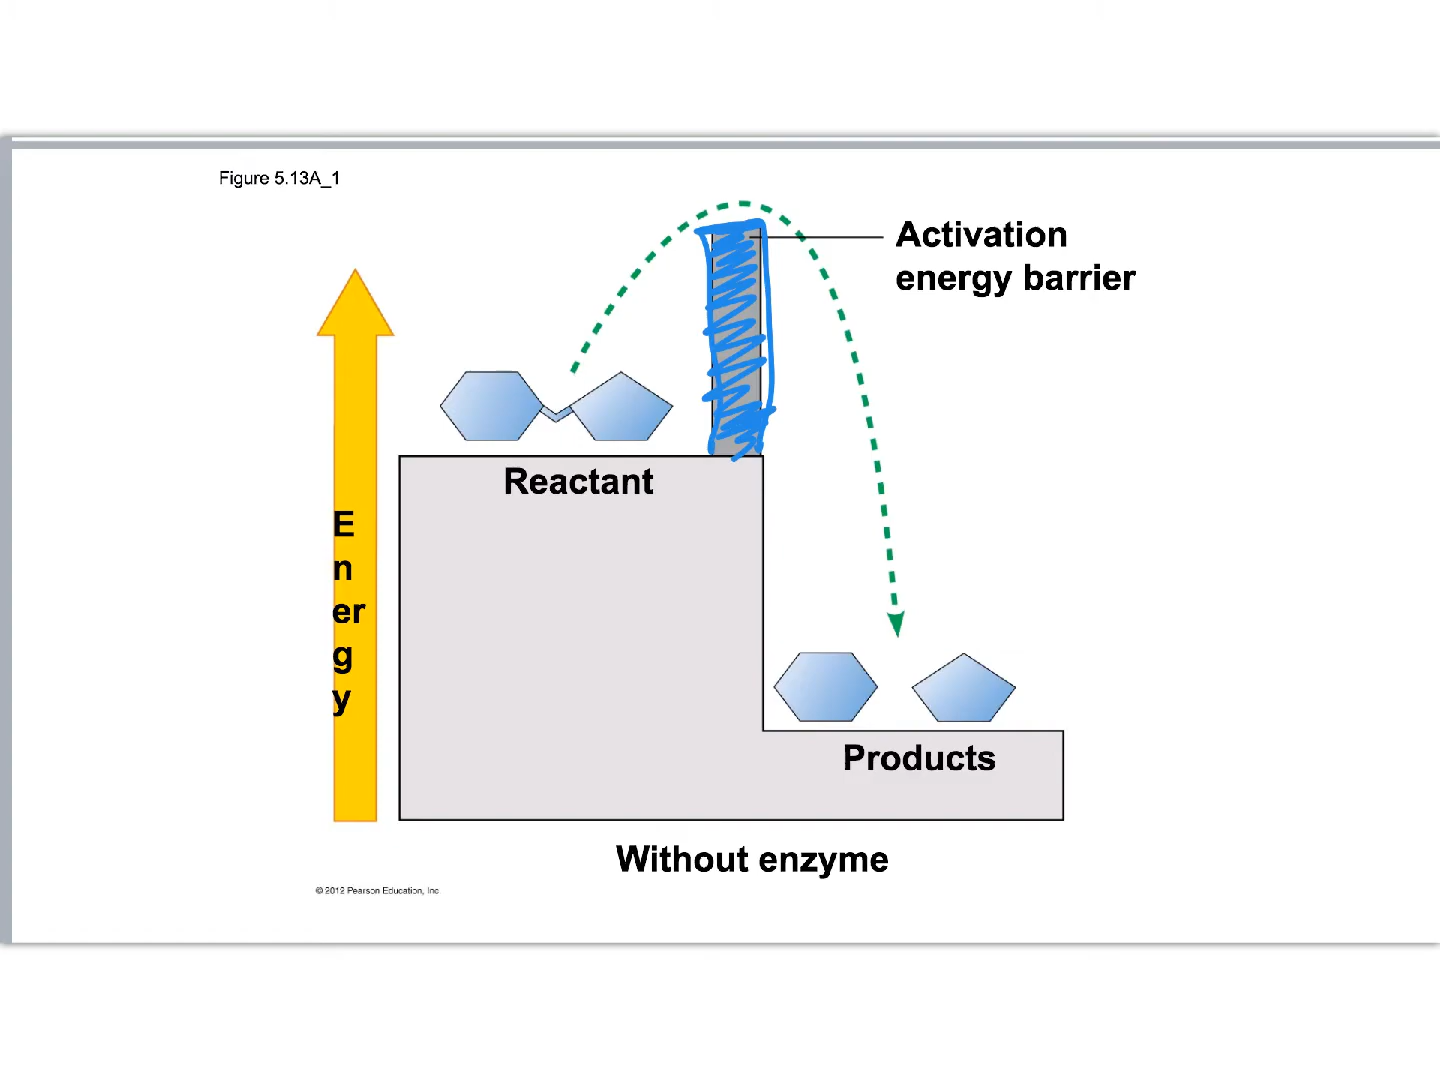 Figure 5.13A_1
Activation
energy barrier
Reactant
E
n
er
g
y
Products
Without enzyme
© 2012 Pearson Education, Inc.